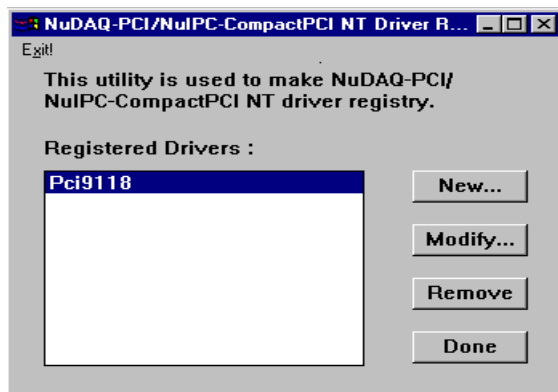 NuDAQ-PCI/NuIPC-CompactPCI NT Driver R...
Exit!
This utility is used to make NuDAQ-PCI/
NuIPC-CompactPCI NT driver registry.
Registered Drivers :
Pci9118
New...
Modify...
Remove
Done